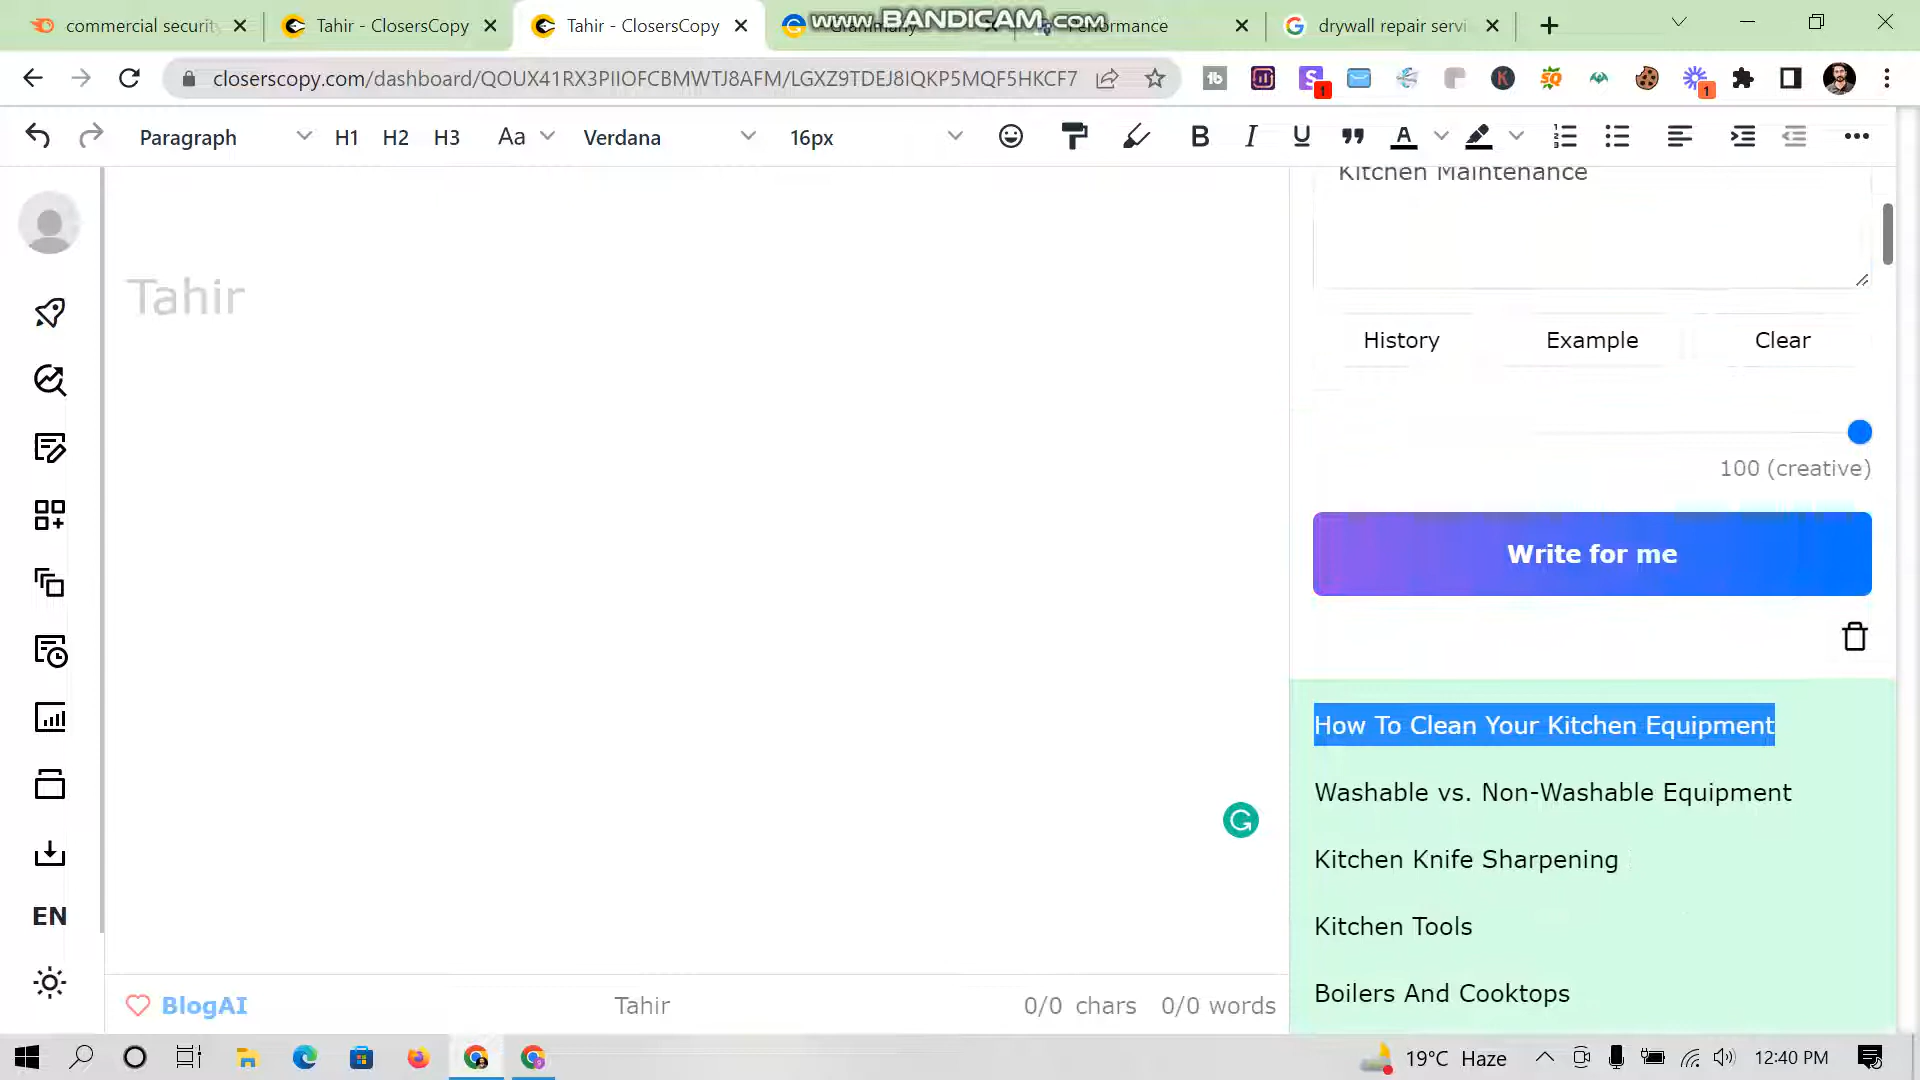 commercial securit
Tahir - ClosersCopy
Tahir - ClosersCopy
www.BANDICAM.com
drywall repair servi
closerscopy.com/dashboard/QOUX41RX3PIIOFCBMWTJ8AFM/LGXZ9TDEJ8IQKP5MQF5HKCF7
Paragraph
H1
H2
H3
Aa
Verdana
16px
Kitchen Maintenance
Tahir
History
Example
Clear
100 (creative)
Write for me
How To Clean Your Kitchen Equipment
Washable vs. Non-Washable Equipment
Kitchen Knife Sharpening
Kitchen Tools
Boilers And Cooktops
EN
BlogAI
Tahir
0/0 chars
0/0 words
19°C Haze
12:40 PM